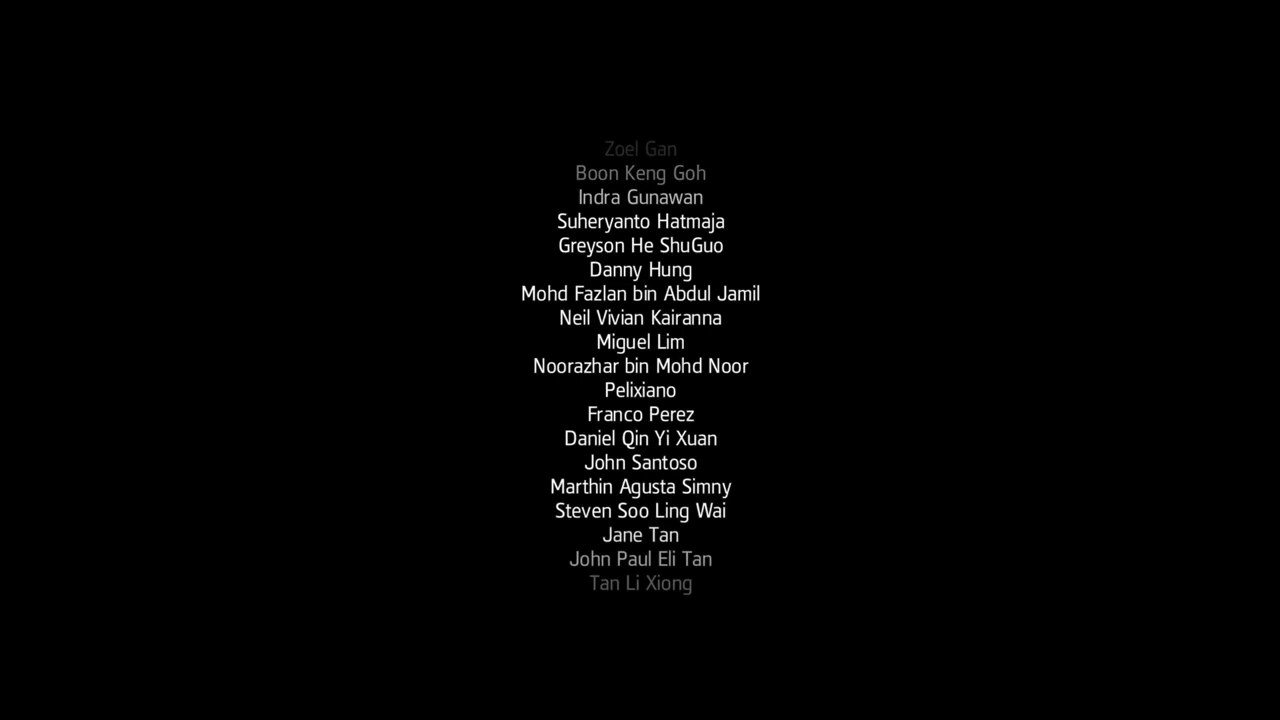 Zoel Gan
Boon Keng Goh
Indra Gunawan
Suheryanto Hatmaja
Greyson He ShuGuo
Danny Hung
Mohd Fazlan bin Abdul Jamil
Neil Vivian Kairanna
Miguel Lim
Noorazhar bin Mohd Noor
Pelixiano
Franco Perez
Daniel Qin Yi Xuan
John Santoso
Marthin Agusta Simny
Steven Soo Ling Wai
Jane Tan
John Paul Eli Tan
Tan Li Xiong